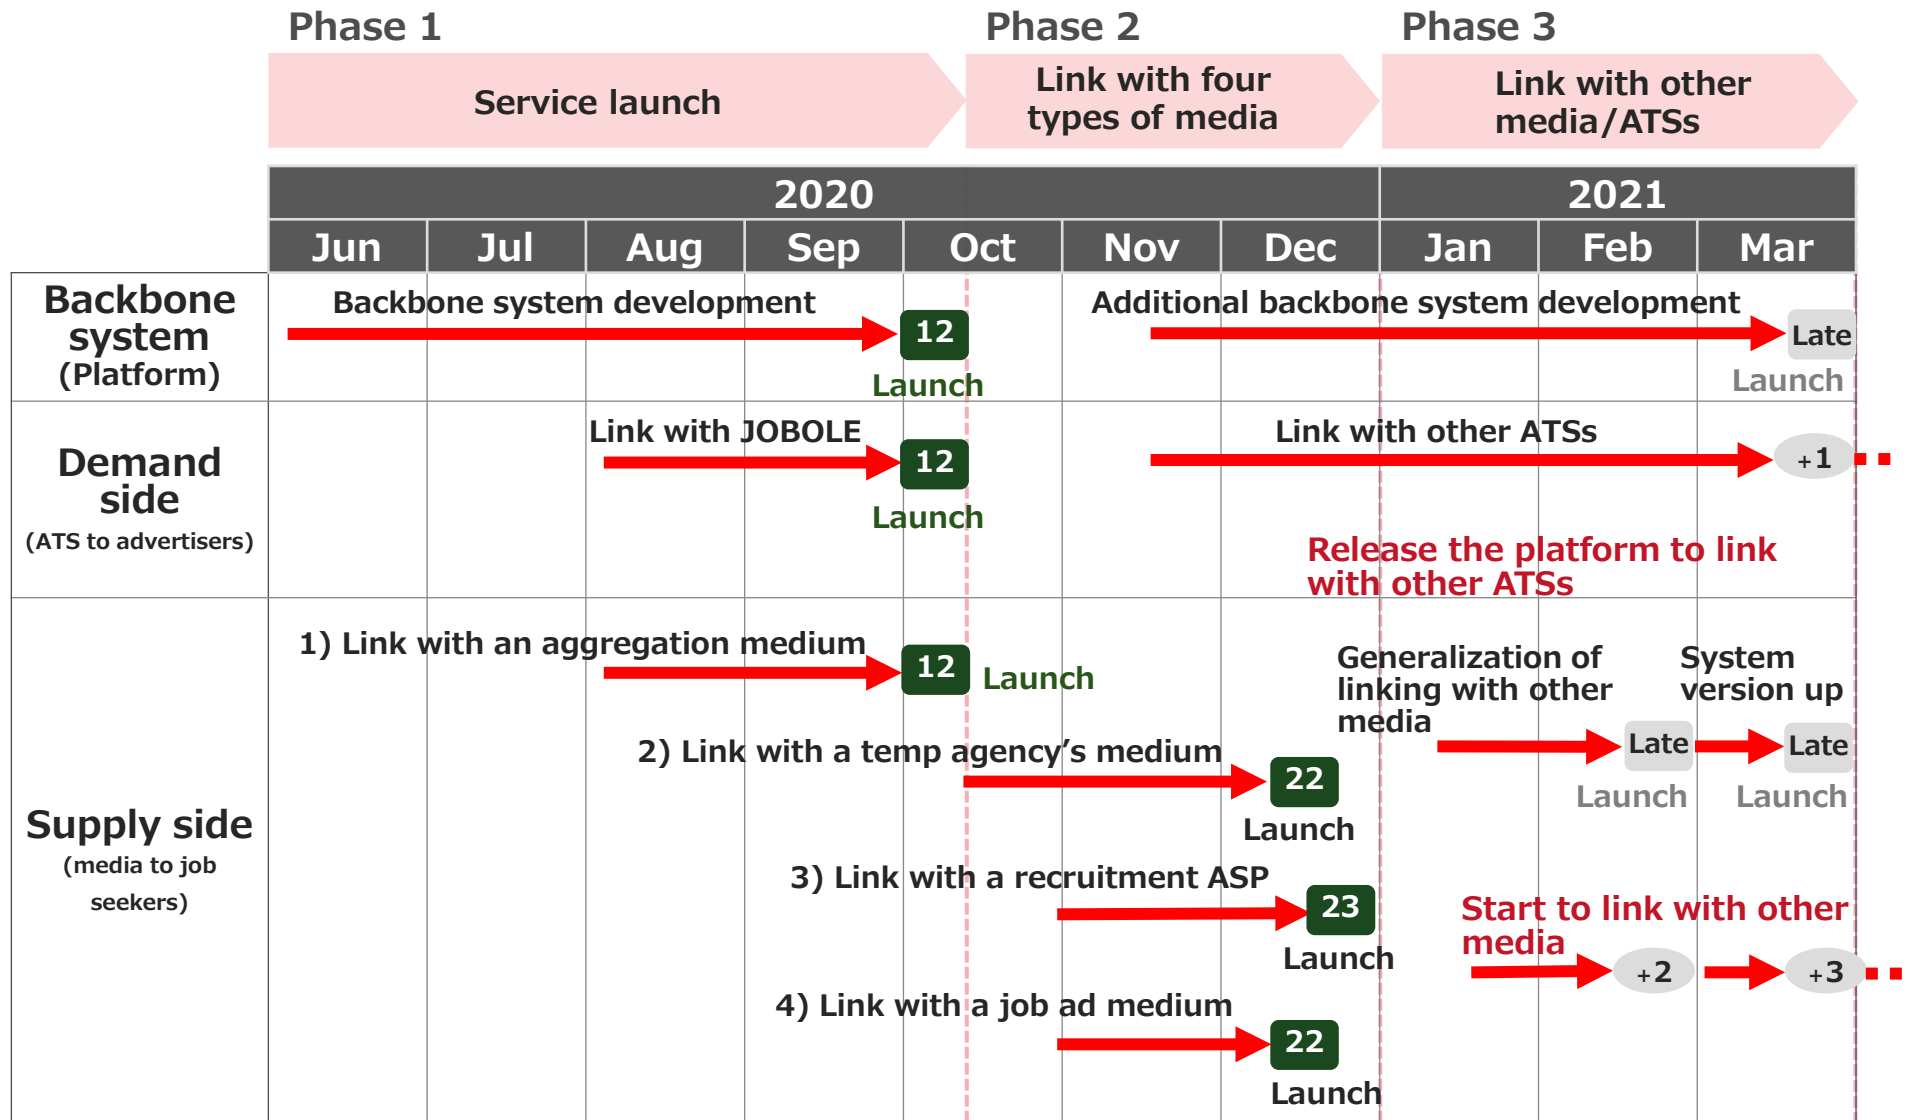 Phase 1
Phase 2
Phase 3
Service launch
Link with four
types of media
Link with other
media/ATSs
2020
2021
Jun
Jul
Aug
Sep
Oct
Nov
Dec
Jan
Feb
Mar
Backbone
system
(Platform)
Backbone system development
12
Launch
Additional backbone system development
Late
Launch
Demand
side
(ATS to advertisers)
Link with JOBOLE
12
Launch
Link with other ATSs
+1
Release the platform to link
with other ATSs
Supply side
(media to job
seekers)
1) Link with an aggregation medium
12
Launch
2) Link with a temp agency’s medium
22
Launch
3) Link with a recruitment ASP
23
Launch
4) Link with a job ad medium
22
Launch
Generalization of
linking with other
media
Late
Launch
System
version up
Late
Launch
Start to link with other
media
+2
+3